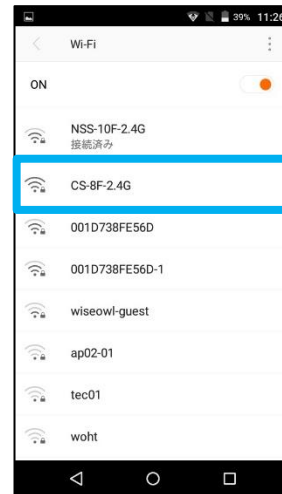 39% 11:26
Wi-Fi
ON
NSS-10F-2.4G
接続済み
CS-8F-2.4G
001D738FE56D
001D738FE56D-1
wiseowl-guest
ap02-01
tec01
woht